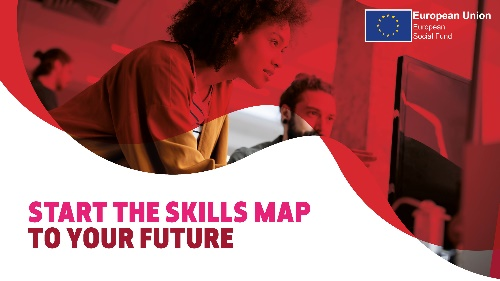 European Union
European
Social Fund
START THE SKILLS MAP
TO YOUR FUTURE